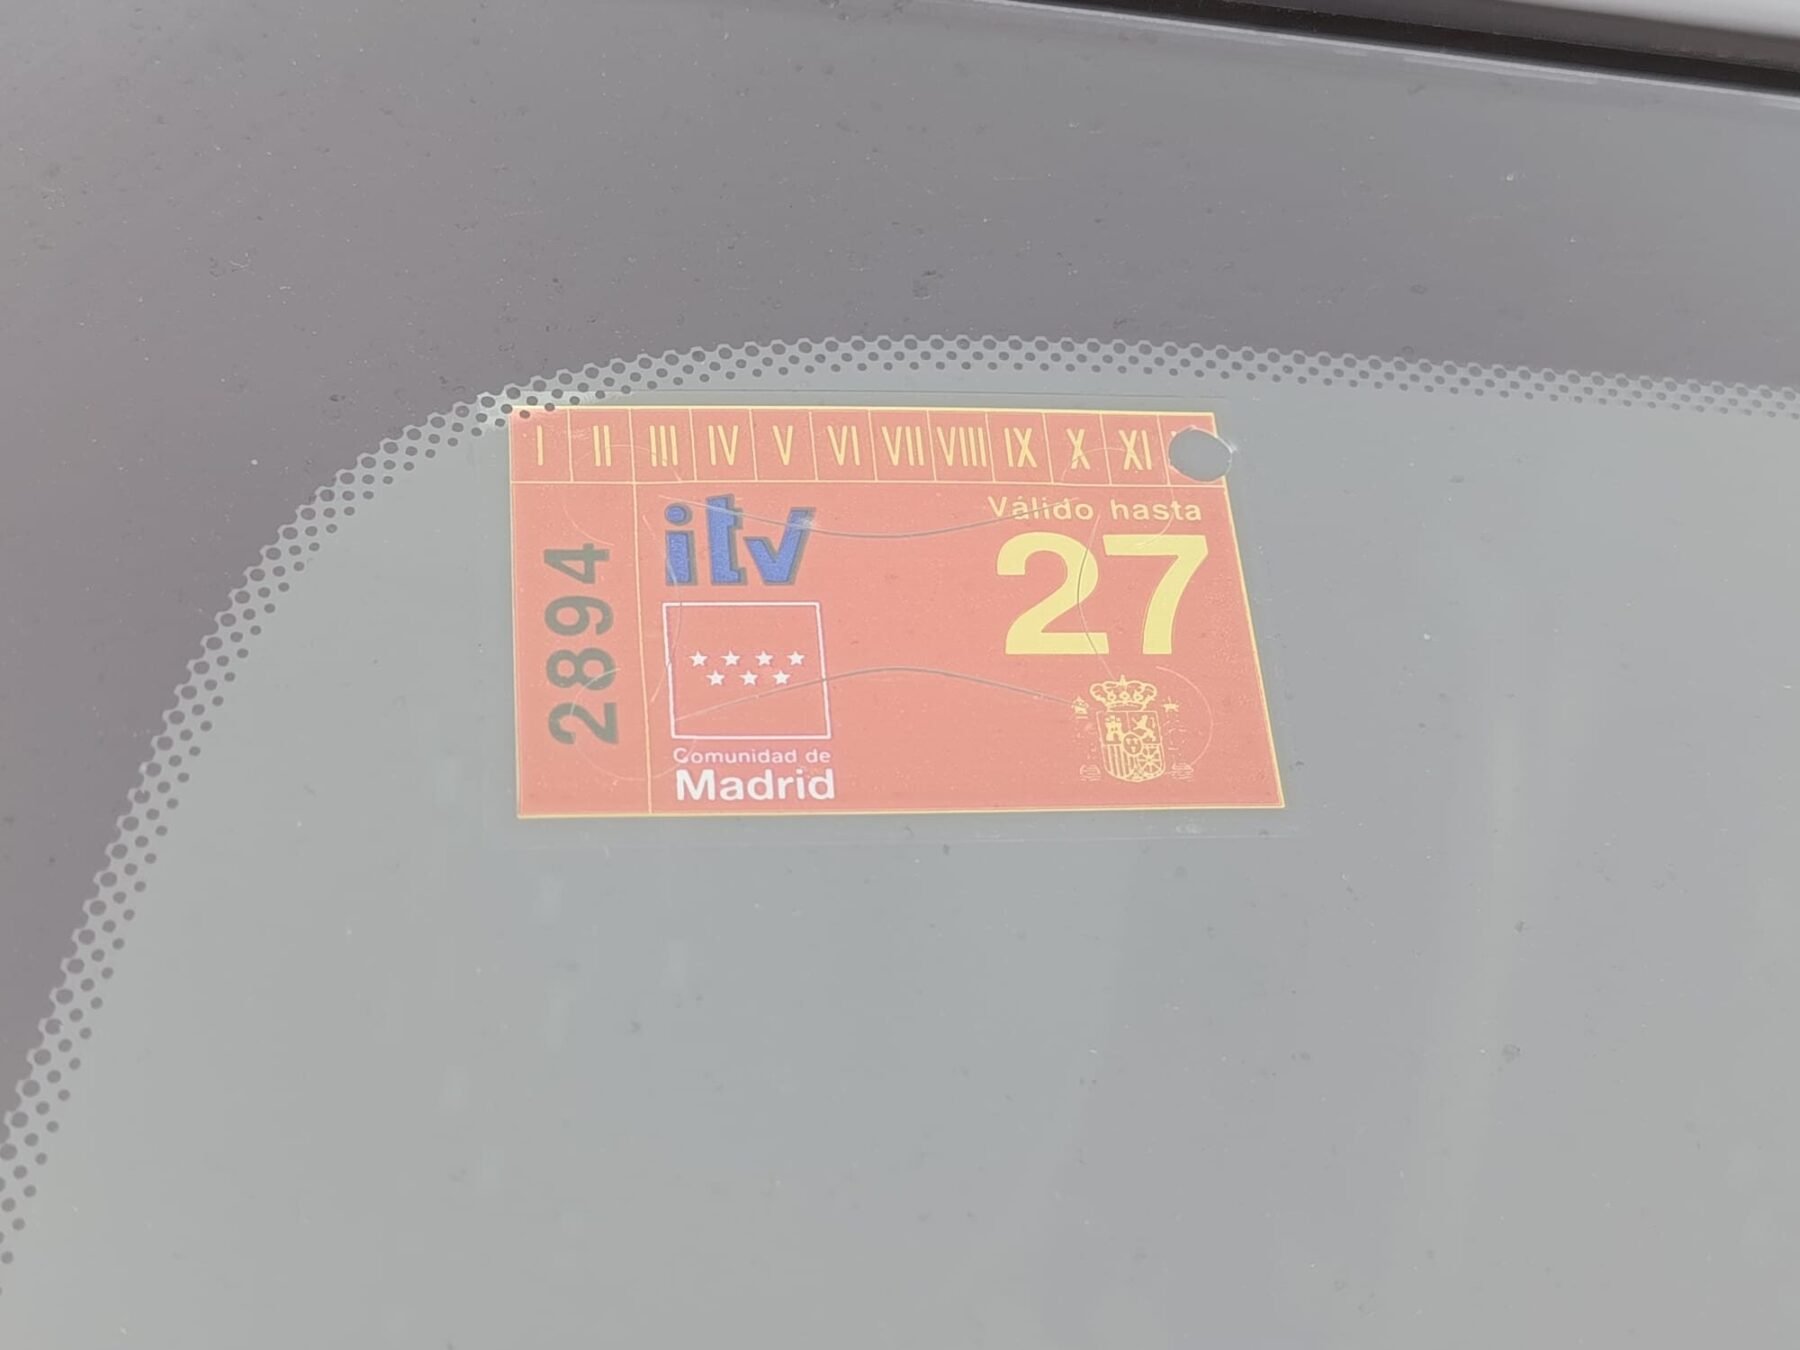 I II III IV V VI VII VIII IX X XI
2894
itv
Válido hasta
27
Comunidad de
Madrid